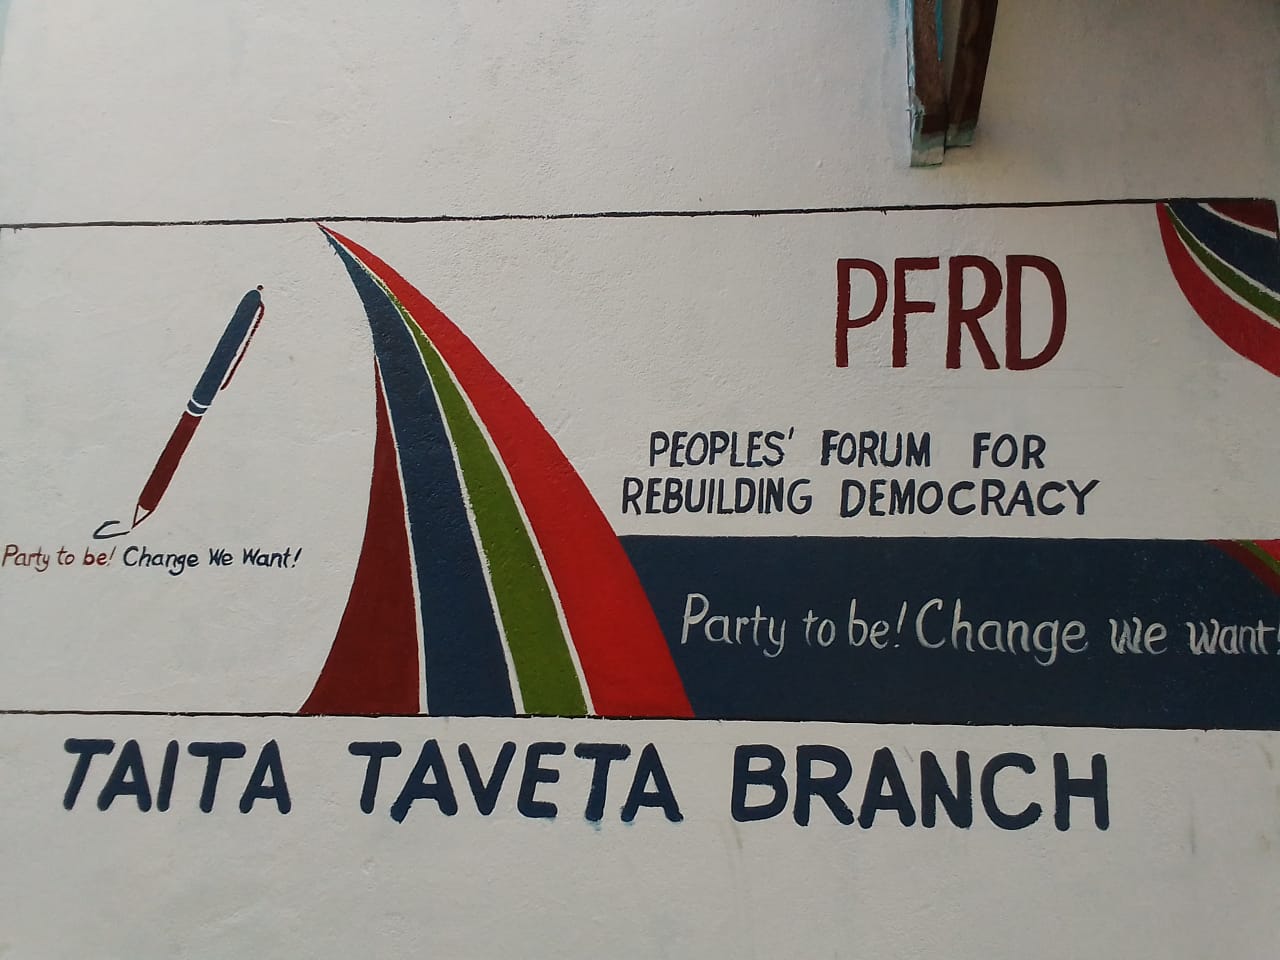 PFRD
PEOPLES' FORUM FOR
REBUILDING DEMOCRACY
Party to be! Change We Want!
Party to be! Change we want!
TAITA TAVETA BRANCH